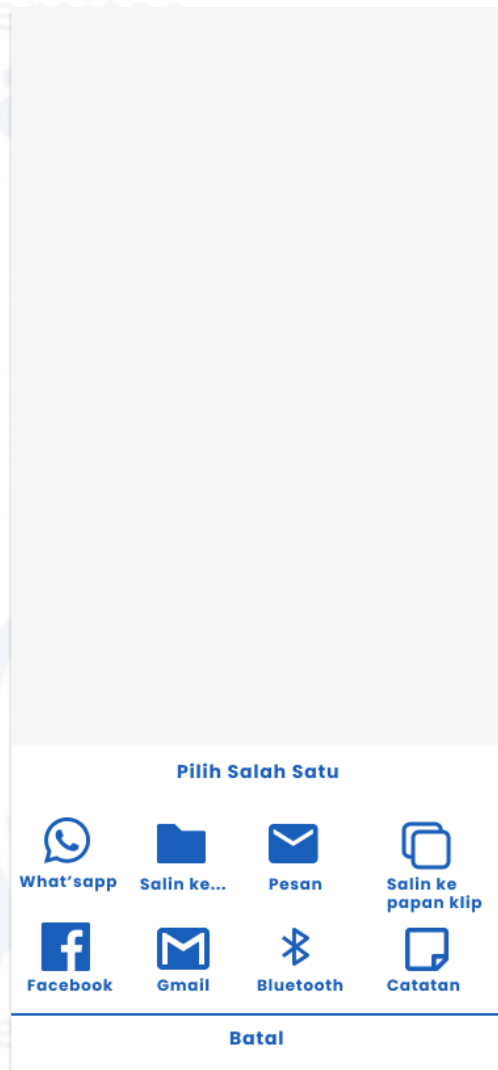 Pilih Salah Satu
What'sapp
Salin ke...
Pesan
Salin ke
papan klip
Facebook
Gmail
Bluetooth
Catatan
Batal